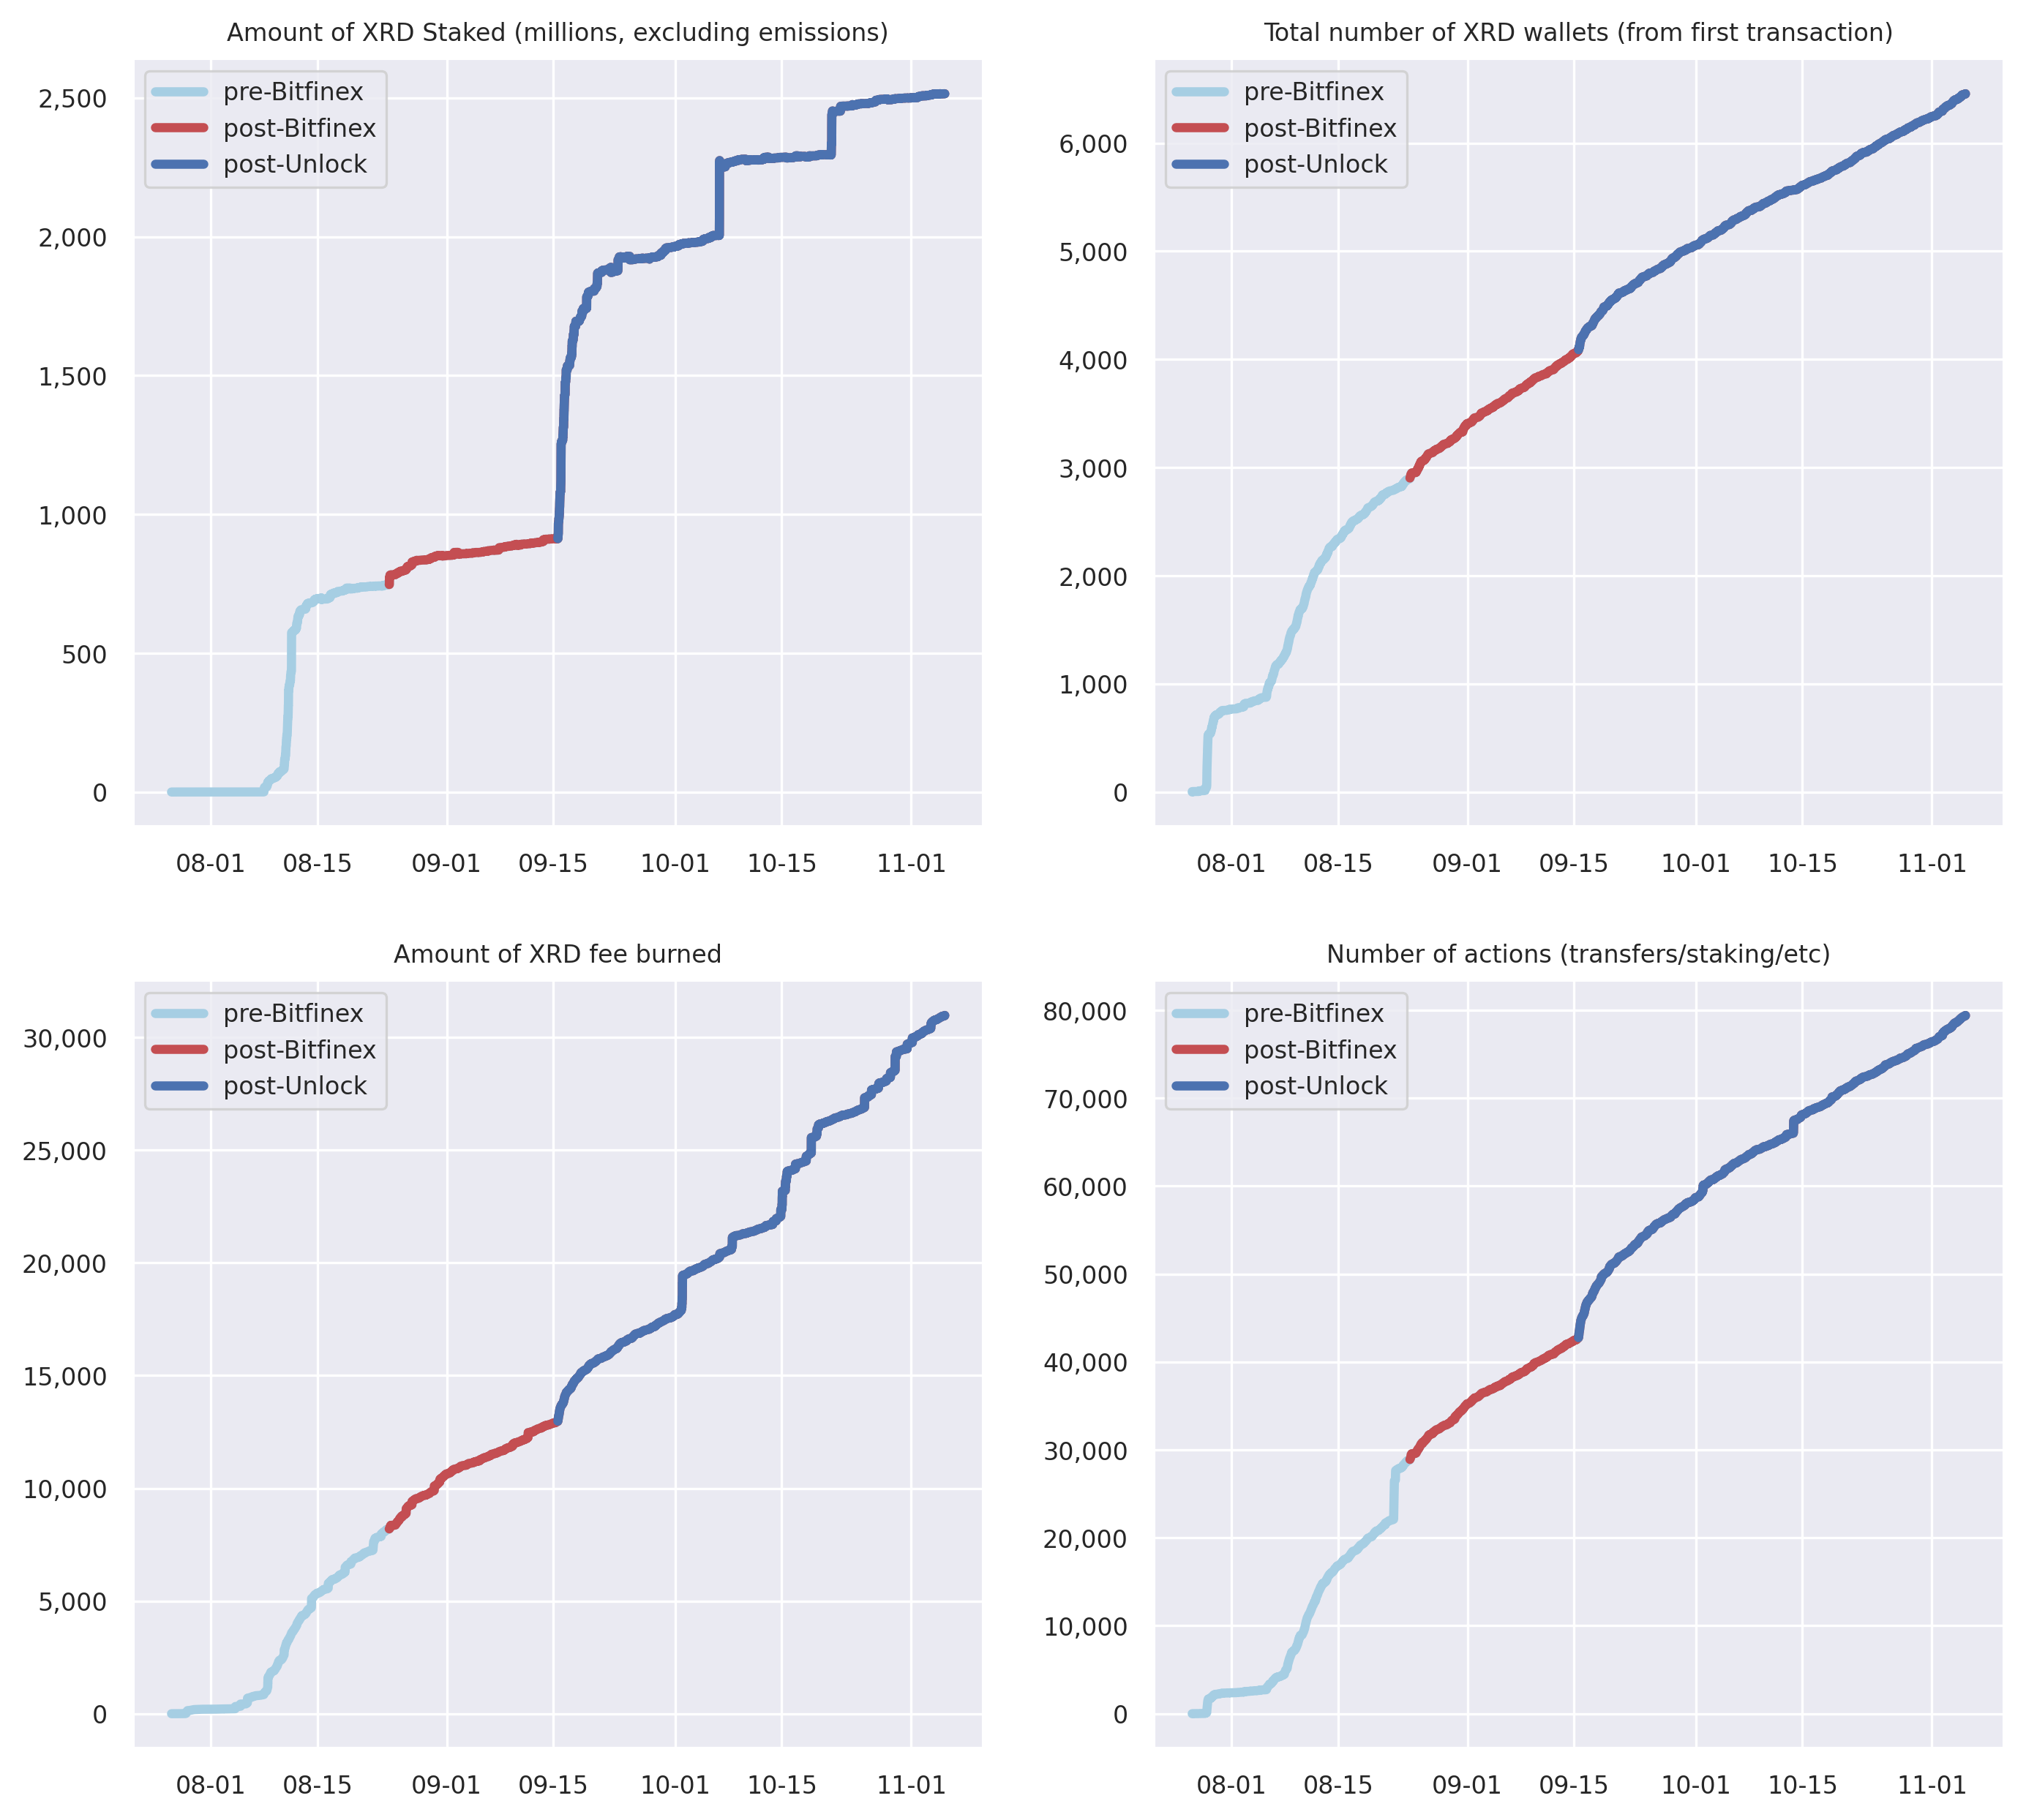 Amount of XRD Staked (millions, excluding emissions)
pre-Bitfinex
post-Bitfinex
post-Unlock
2,500
2,000
1,500
1,000
500
0
08-01 08-15 09-01 09-15 10-01 10-15 11-01
Total number of XRD wallets (from first transaction)
pre-Bitfinex
post-Bitfinex
post-Unlock
6,000
5,000
4,000
3,000
2,000
1,000
0
08-01 08-15 09-01 09-15 10-01 10-15 11-01
Amount of XRD fee burned
pre-Bitfinex
post-Bitfinex
post-Unlock
30,000
25,000
20,000
15,000
10,000
5,000
0
08-01 08-15 09-01 09-15 10-01 10-15 11-01
Number of actions (transfers/staking/etc)
pre-Bitfinex
post-Bitfinex
post-Unlock
80,000
70,000
60,000
50,000
40,000
30,000
20,000
10,000
0
08-01 08-15 09-01 09-15 10-01 10-15 11-01